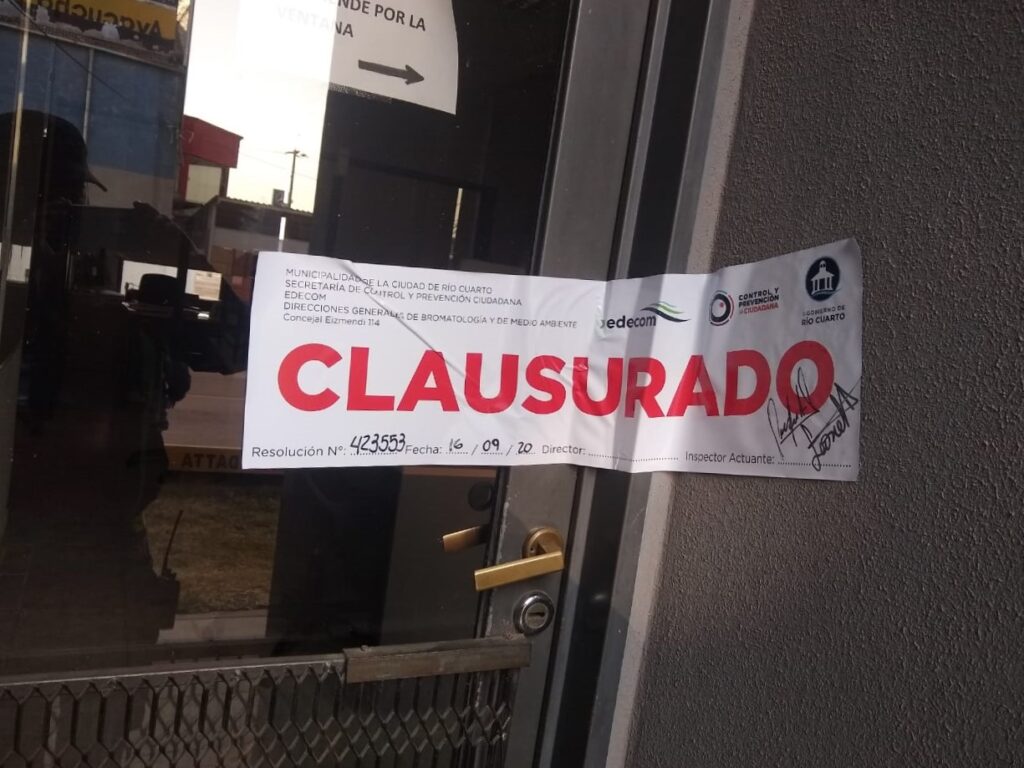 Ayacucho
ENDE POR LA
VENTANA
MUNICIPALIDAD DE LA CIUDAD DE RÍO CUARTO
SECRETARÍA DE CONTROL Y PREVENCIÓN CIUDADANA
EDECOM
DIRECCIONES GENERALES DE BROMATOLOGÍA Y DE MEDIO AMBIENTE
Concejal Eizmendi 114
edecom
CONTROL Y
PREVENCIÓN
CIUDADANA
GOBIERNO DE
RÍO CUARTO
CLAUSURADO
Resolución N°: 423553 Fecha: 16 / 09 / 20 Director: Inspector Actuante: